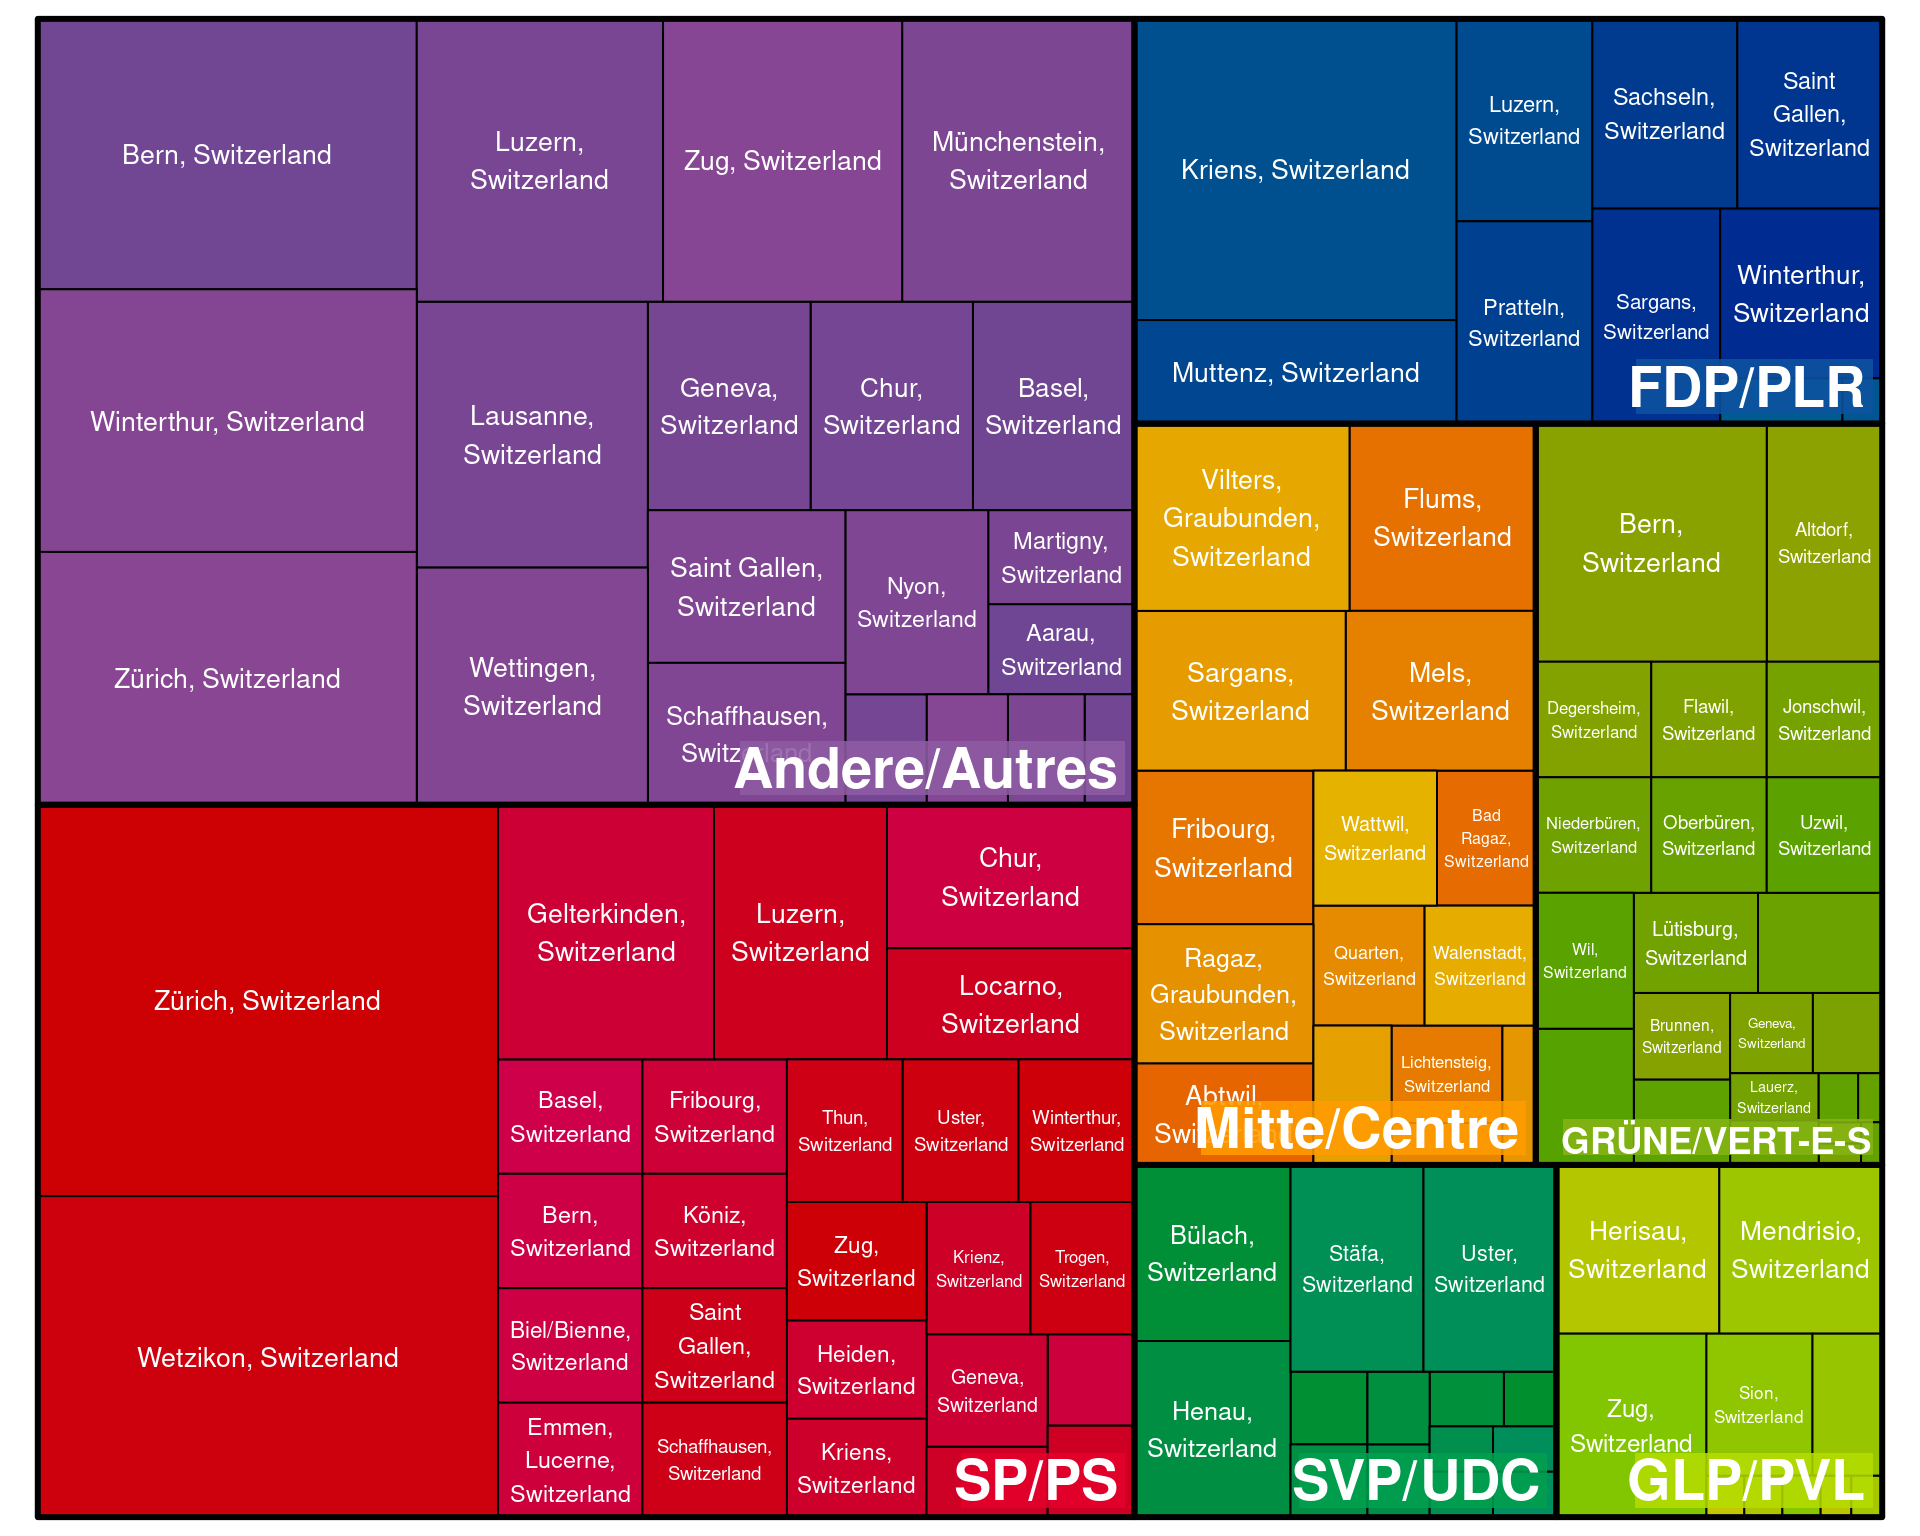 Bern, Switzerland
Winterthur, Switzerland
Zürich, Switzerland
Luzern,
Switzerland
Zug, Switzerland
Münchenstein,
Switzerland
Lausanne,
Switzerland
Wettingen,
Switzerland
Geneva,
Switzerland
Chur,
Switzerland
Basel,
Switzerland
Saint Gallen,
Switzerland
Schaffhausen,
Switzerland
Nyon,
Switzerland
Martigny,
Switzerland
Aarau,
Switzerland
Andere/Autres
Kriens, Switzerland
Muttenz, Switzerland
Luzern,
Switzerland
Pratteln,
Switzerland
Sachseln,
Switzerland
Saint
Gallen,
Switzerland
Sargans,
Switzerland
Winterthur,
Switzerland
FDP/PLR
Zürich, Switzerland
Wetzikon, Switzerland
Gelterkinden,
Switzerland
Luzern,
Switzerland
Chur,
Switzerland
Locarno,
Switzerland
Basel,
Switzerland
Fribourg,
Switzerland
Bern,
Switzerland
Köniz,
Switzerland
Biel/Bienne,
Switzerland
Saint
Gallen,
Switzerland
Emmen,
Lucerne,
Switzerland
Schaffhausen,
Switzerland
Thun,
Switzerland
Uster,
Switzerland
Winterthur,
Switzerland
Zug,
Switzerland
Krienz,
Switzerland
Trogen,
Switzerland
Heiden,
Switzerland
Kriens,
Switzerland
Geneva,
Switzerland
SP/PS
Vilters,
Graubunden,
Switzerland
Flums,
Switzerland
Sargans,
Switzerland
Mels,
Switzerland
Fribourg,
Switzerland
Wattwil,
Switzerland
Bad
Ragaz,
Switzerland
Ragaz,
Graubunden,
Switzerland
Quarten,
Switzerland
Walenstadt,
Switzerland
Abtwil,
Lichtensteig,
Switzerland
Mitte/Centre
Bern,
Switzerland
Altdorf,
Switzerland
Degersheim,
Switzerland
Flawil,
Switzerland
Jonschwil,
Switzerland
Niederbüren,
Switzerland
Oberbüren,
Switzerland
Uzwil,
Switzerland
Wil,
Switzerland
Lütisburg,
Switzerland
Brunnen,
Switzerland
Geneva,
Switzerland
Lauerz,
Switzerland
GRÜNE/VERT-E-S
Bülach,
Switzerland
Henau,
Switzerland
Stäfa,
Switzerland
Uster,
Switzerland
SVP/UDC
Herisau,
Switzerland
Mendrisio,
Switzerland
Zug,
Switzerland
Sion,
Switzerland
GLP/PVL